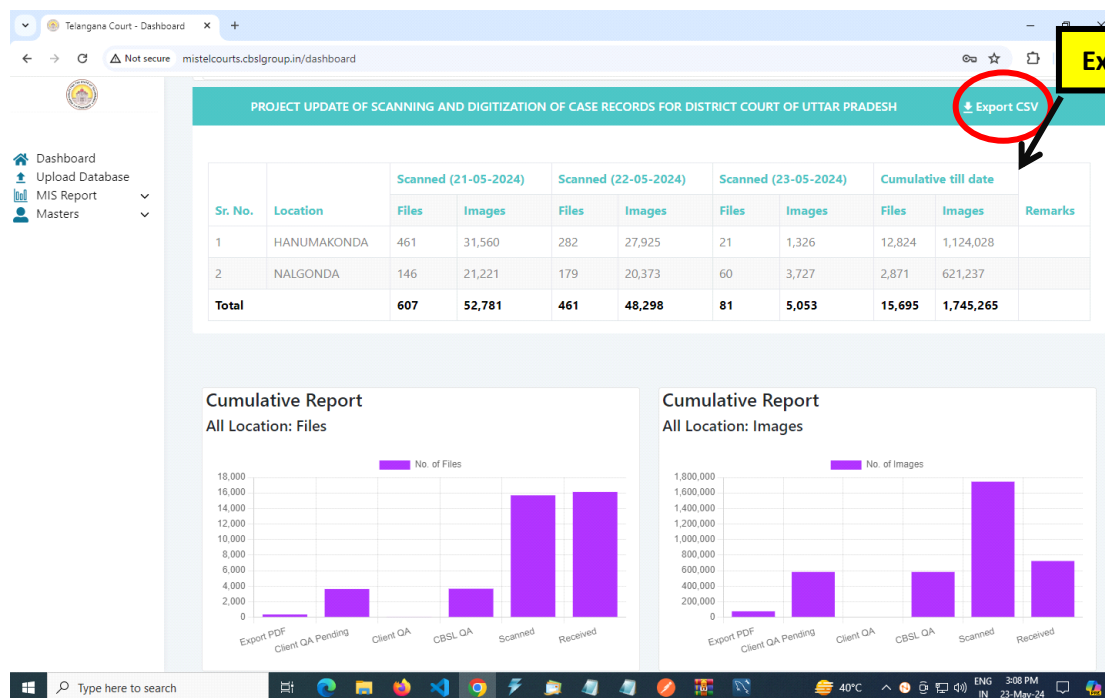 Telangana Court - Dashboard
Not secure mistelcourts.cbslgroup.in/dashboard
Ex
PROJECT UPDATE OF SCANNING AND DIGITIZATION OF CASE RECORDS FOR DISTRICT COURT OF UTTAR PRADESH Export CSV
Dashboard
Upload Database
MIS Report
Masters
Scanned (21-05-2024) Scanned (22-05-2024) Scanned (23-05-2024) Cumulative till date
Sr. No. Location Files Images Files Images Files Images Files Images Remarks
1 HANUMAKONDA 461 31,560 282 27,925 21 1,326 12,824 1,124,028
2 NALGONDA 146 21,221 179 20,373 60 3,727 2,871 621,237
Total 607 52,781 461 48,298 81 5,053 15,695 1,745,265
Cumulative Report
All Location: Files
No. of Files
18,000
16,000
14,000
12,000
10,000
8,000
6,000
4,000
2,000
0
Export PDF Client QA Pending Client QA CBSL QA Scanned Received
Cumulative Report
All Location: Images
No. of Images
1,800,000
1,600,000
1,400,000
1,200,000
1,000,000
800,000
600,000
400,000
200,000
0
Export PDF Client QA Pending Client QA CBSL QA Scanned Received
Type here to search 40°C ENG 3:08 PM
IN 23-May-24